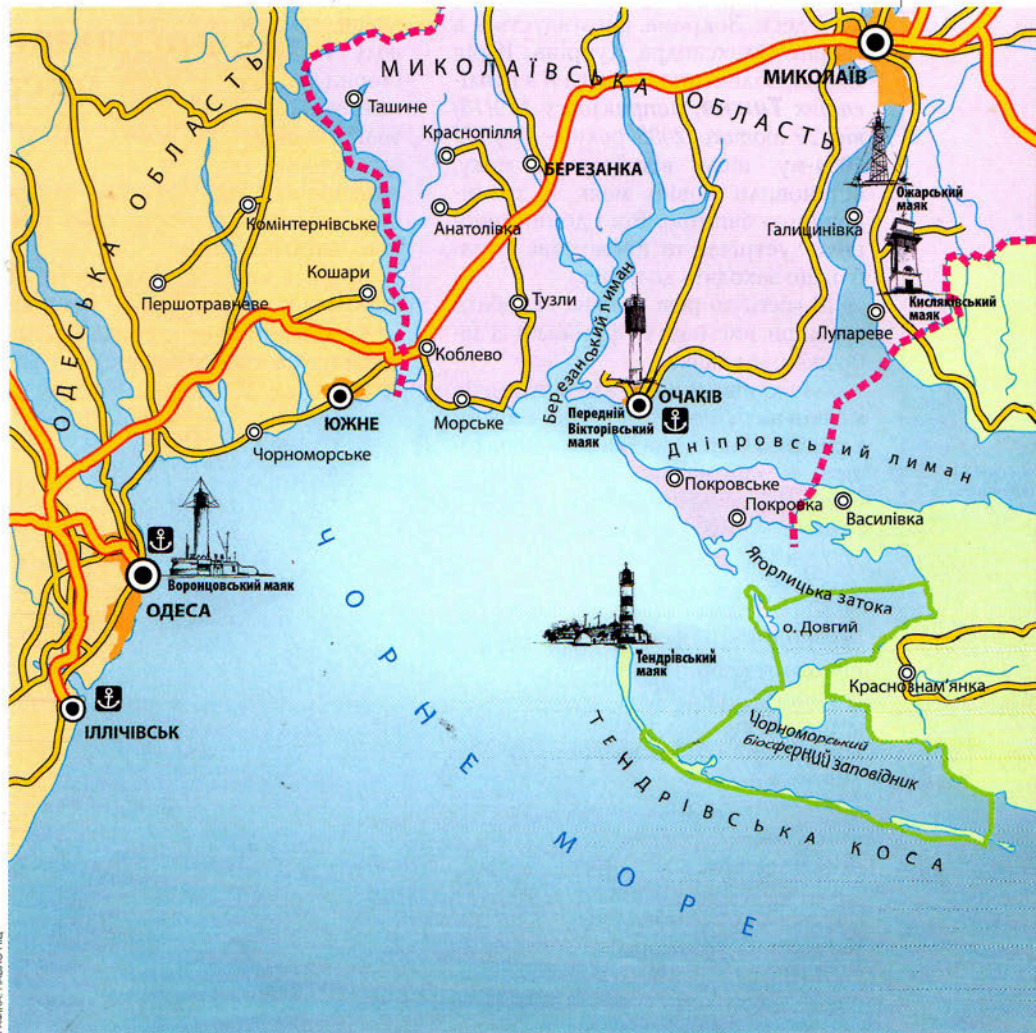 МИКОЛАЇВСЬКА ОБЛАСТЬ
МИКОЛАЇВ
ОДЕСЬКА ОБЛАСТЬ
Ташине
Краснопілля
БЕРЕЗАНКА
Ожарський
маяк
Комінтернівське
Анатолівка
Галицинівка
Кошари
Першотравневе
Тузли
Кисляківський
маяк
Лупареве
Березанський лиман
Коблево
ЮЖНЕ
Морське
ОЧАКІВ
Передній
Вікторівський
маяк
Чорноморське
Дніпровський лиман
Покровське
Покровка
Василівка
Воронцовський маяк
ОДЕСА
Ягорлицька затока
о. Довгий
Тендрівський
маяк
Краснознам'янка
ІЛЛІЧІВСЬК
Чорноморський
біосферний заповідник
ТЕНДРІВСЬКА КОСА
ЧОРНЕ МОРЕ